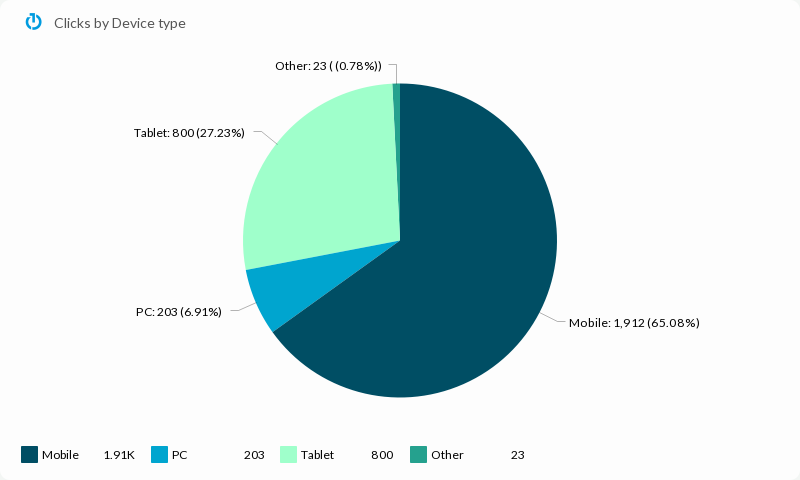 Clicks by Device type
Other: 23 ( (0.78%))
Tablet: 800 (27.23%)
PC: 203 (6.91%)
Mobile: 1,912 (65.08%)
Mobile 1.91K PC 203 Tablet 800 Other 23